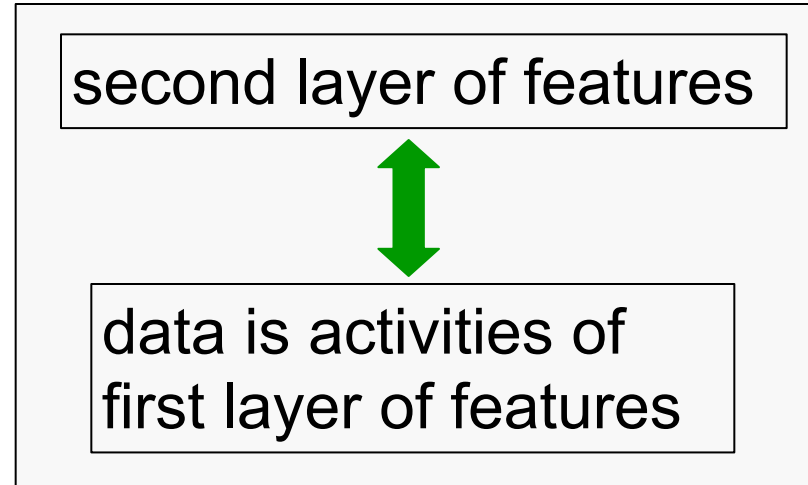 second layer of features
data is activities of
first layer of features